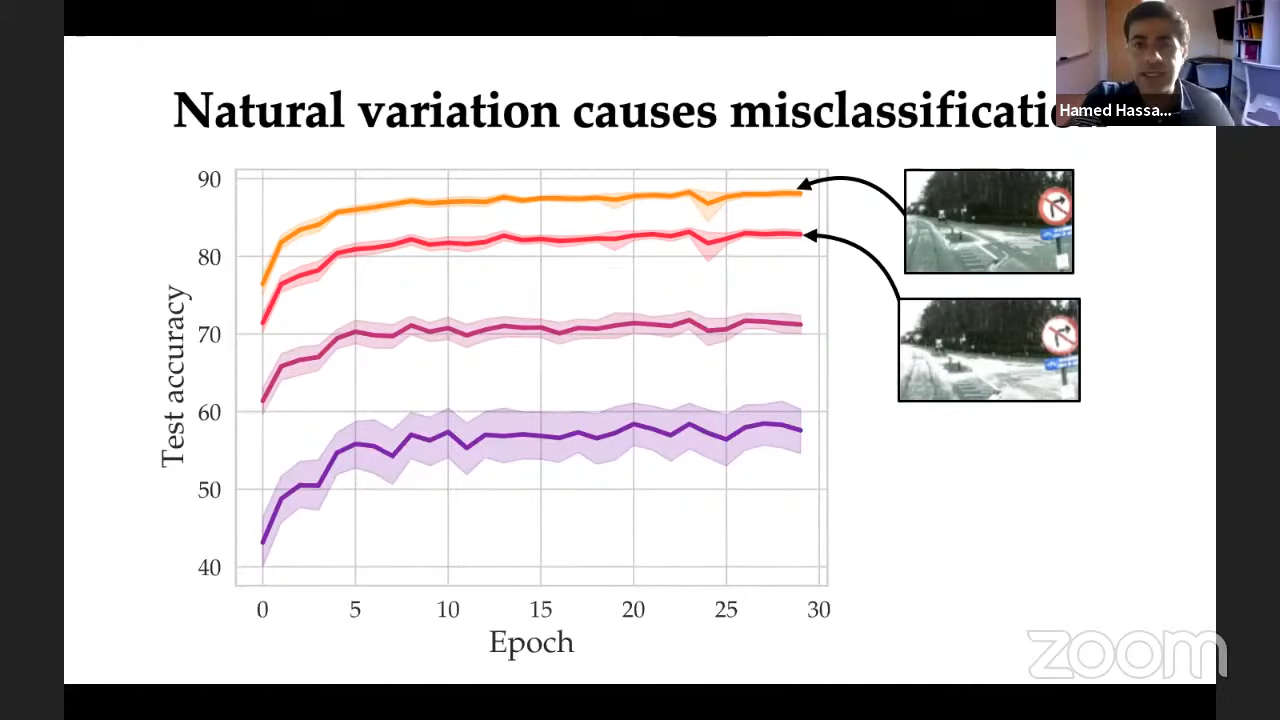 Natural variation causes misclassificatio
Hamed Hassa...
90
80
70
60
50
40
Test accuracy
0 5 10 15 20 25 30
Epoch
zoom